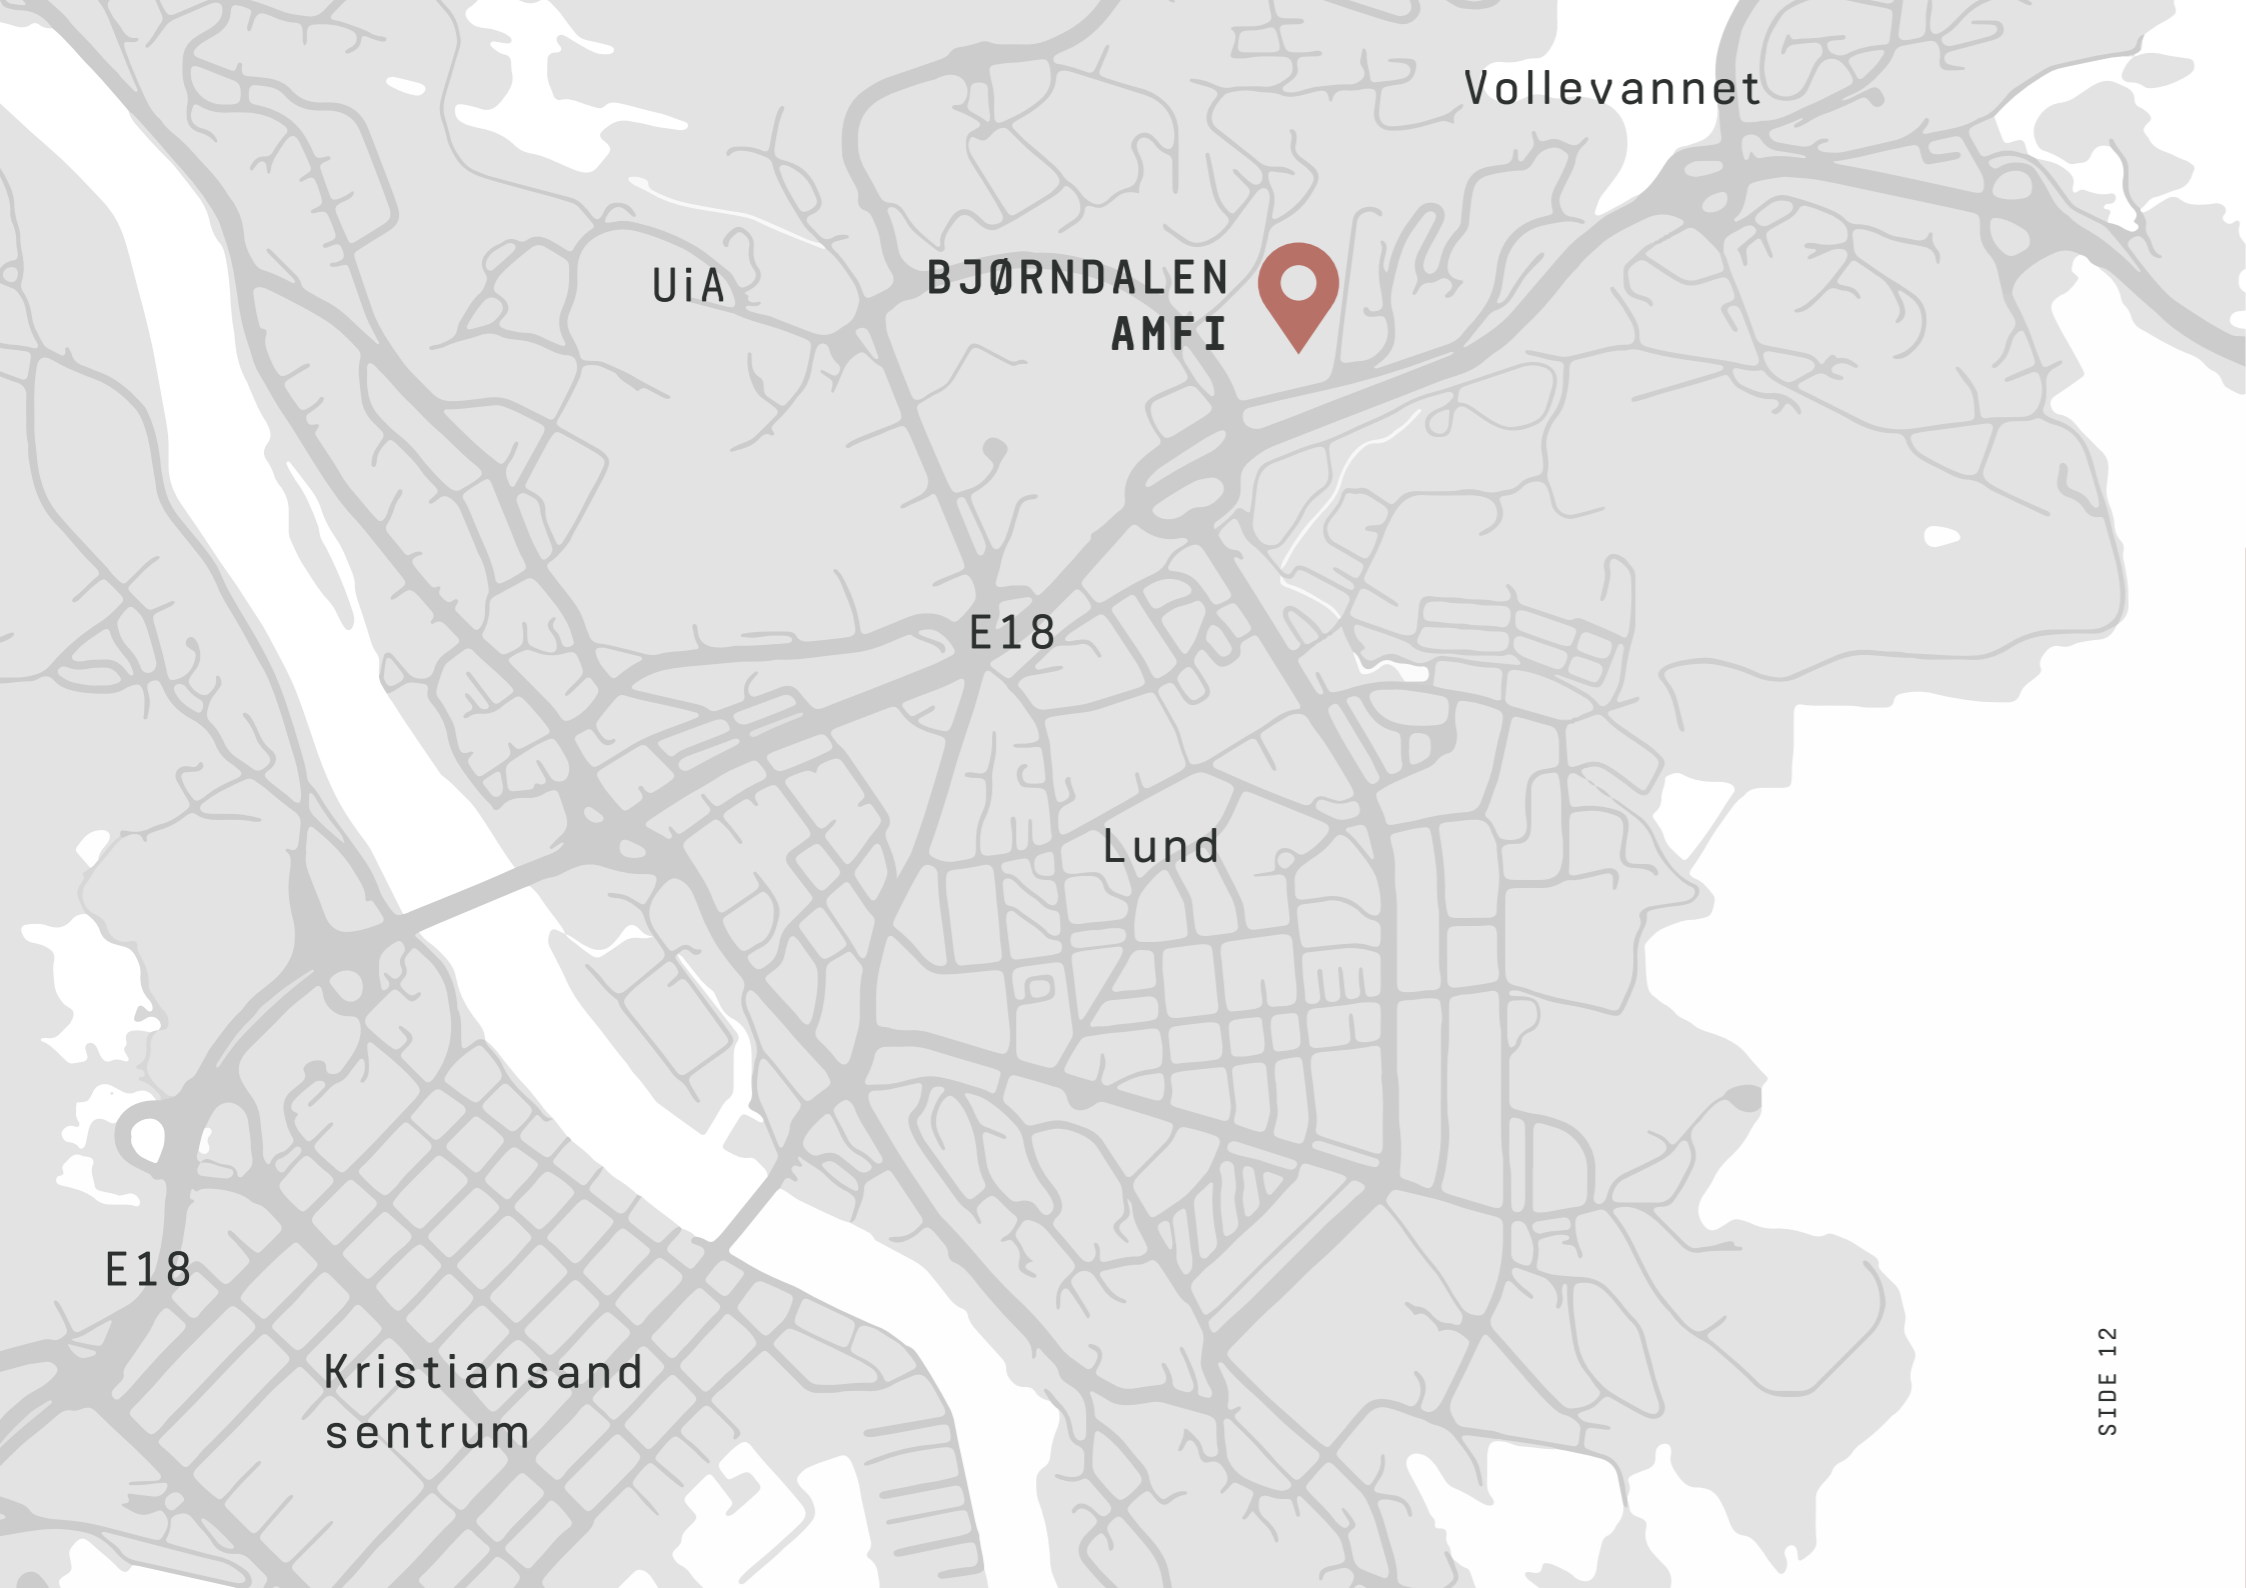 Vollevannet
UiA
BJØRNDALEN
AMFI
E18
Lund
E18
Kristiansand
sentrum
SIDE 12